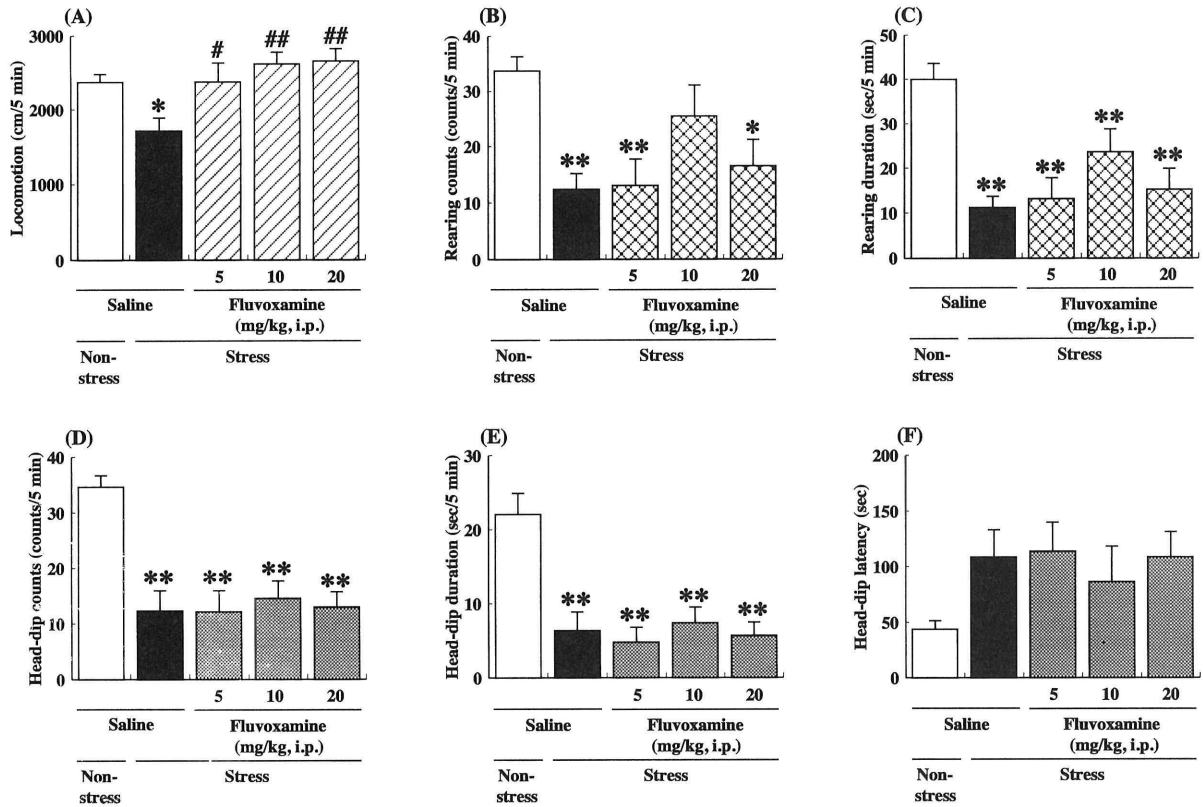 (A)
Locomotion (cm/5 min)
3000
2000
1000
0
*
#
##
##
5 10 20
Saline Fluvoxamine
(mg/kg, i.p.)
Non-
stress
Stress
(B)
Rearing counts (counts/5 min)
40
30
20
10
0
**
**
*
5 10 20
Saline Fluvoxamine
(mg/kg, i.p.)
Non-
stress
Stress
(C)
Rearing duration (sec/5 min)
50
40
30
20
10
0
**
**
**
**
5 10 20
Saline Fluvoxamine
(mg/kg, i.p.)
Non-
stress
Stress
(D)
Head-dip counts (counts/5 min)
40
30
20
10
0
**
**
**
**
5 10 20
Saline Fluvoxamine
(mg/kg, i.p.)
Non-
stress
Stress
(E)
Head-dip duration (sec/5 min)
30
20
10
0
**
**
**
**
5 10 20
Saline Fluvoxamine
(mg/kg, i.p.)
Non-
stress
Stress
(F)
Head-dip latency (sec)
200
150
100
50
0
5 10 20
Saline Fluvoxamine
(mg/kg, i.p.)
Non-
stress
Stress